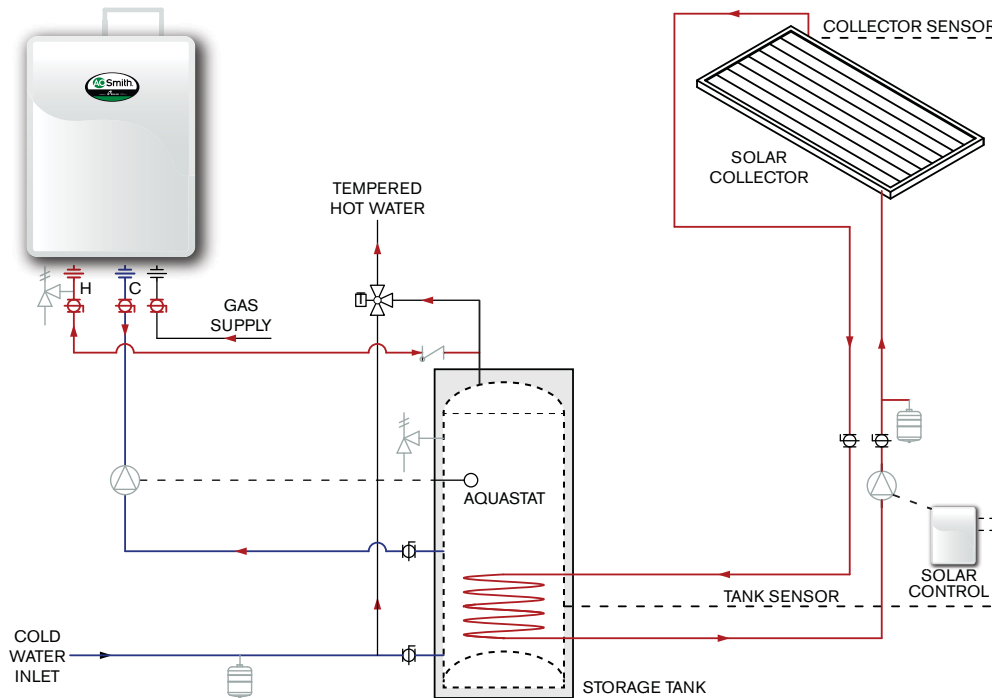 COLLECTOR SENSOR
AO Smith
SOLAR
COLLECTOR
TEMPERED
HOT WATER
H
C
T
GAS
SUPPLY
AQUASTAT
SOLAR
CONTROL
TANK SENSOR
COLD
WATER
INLET
STORAGE TANK